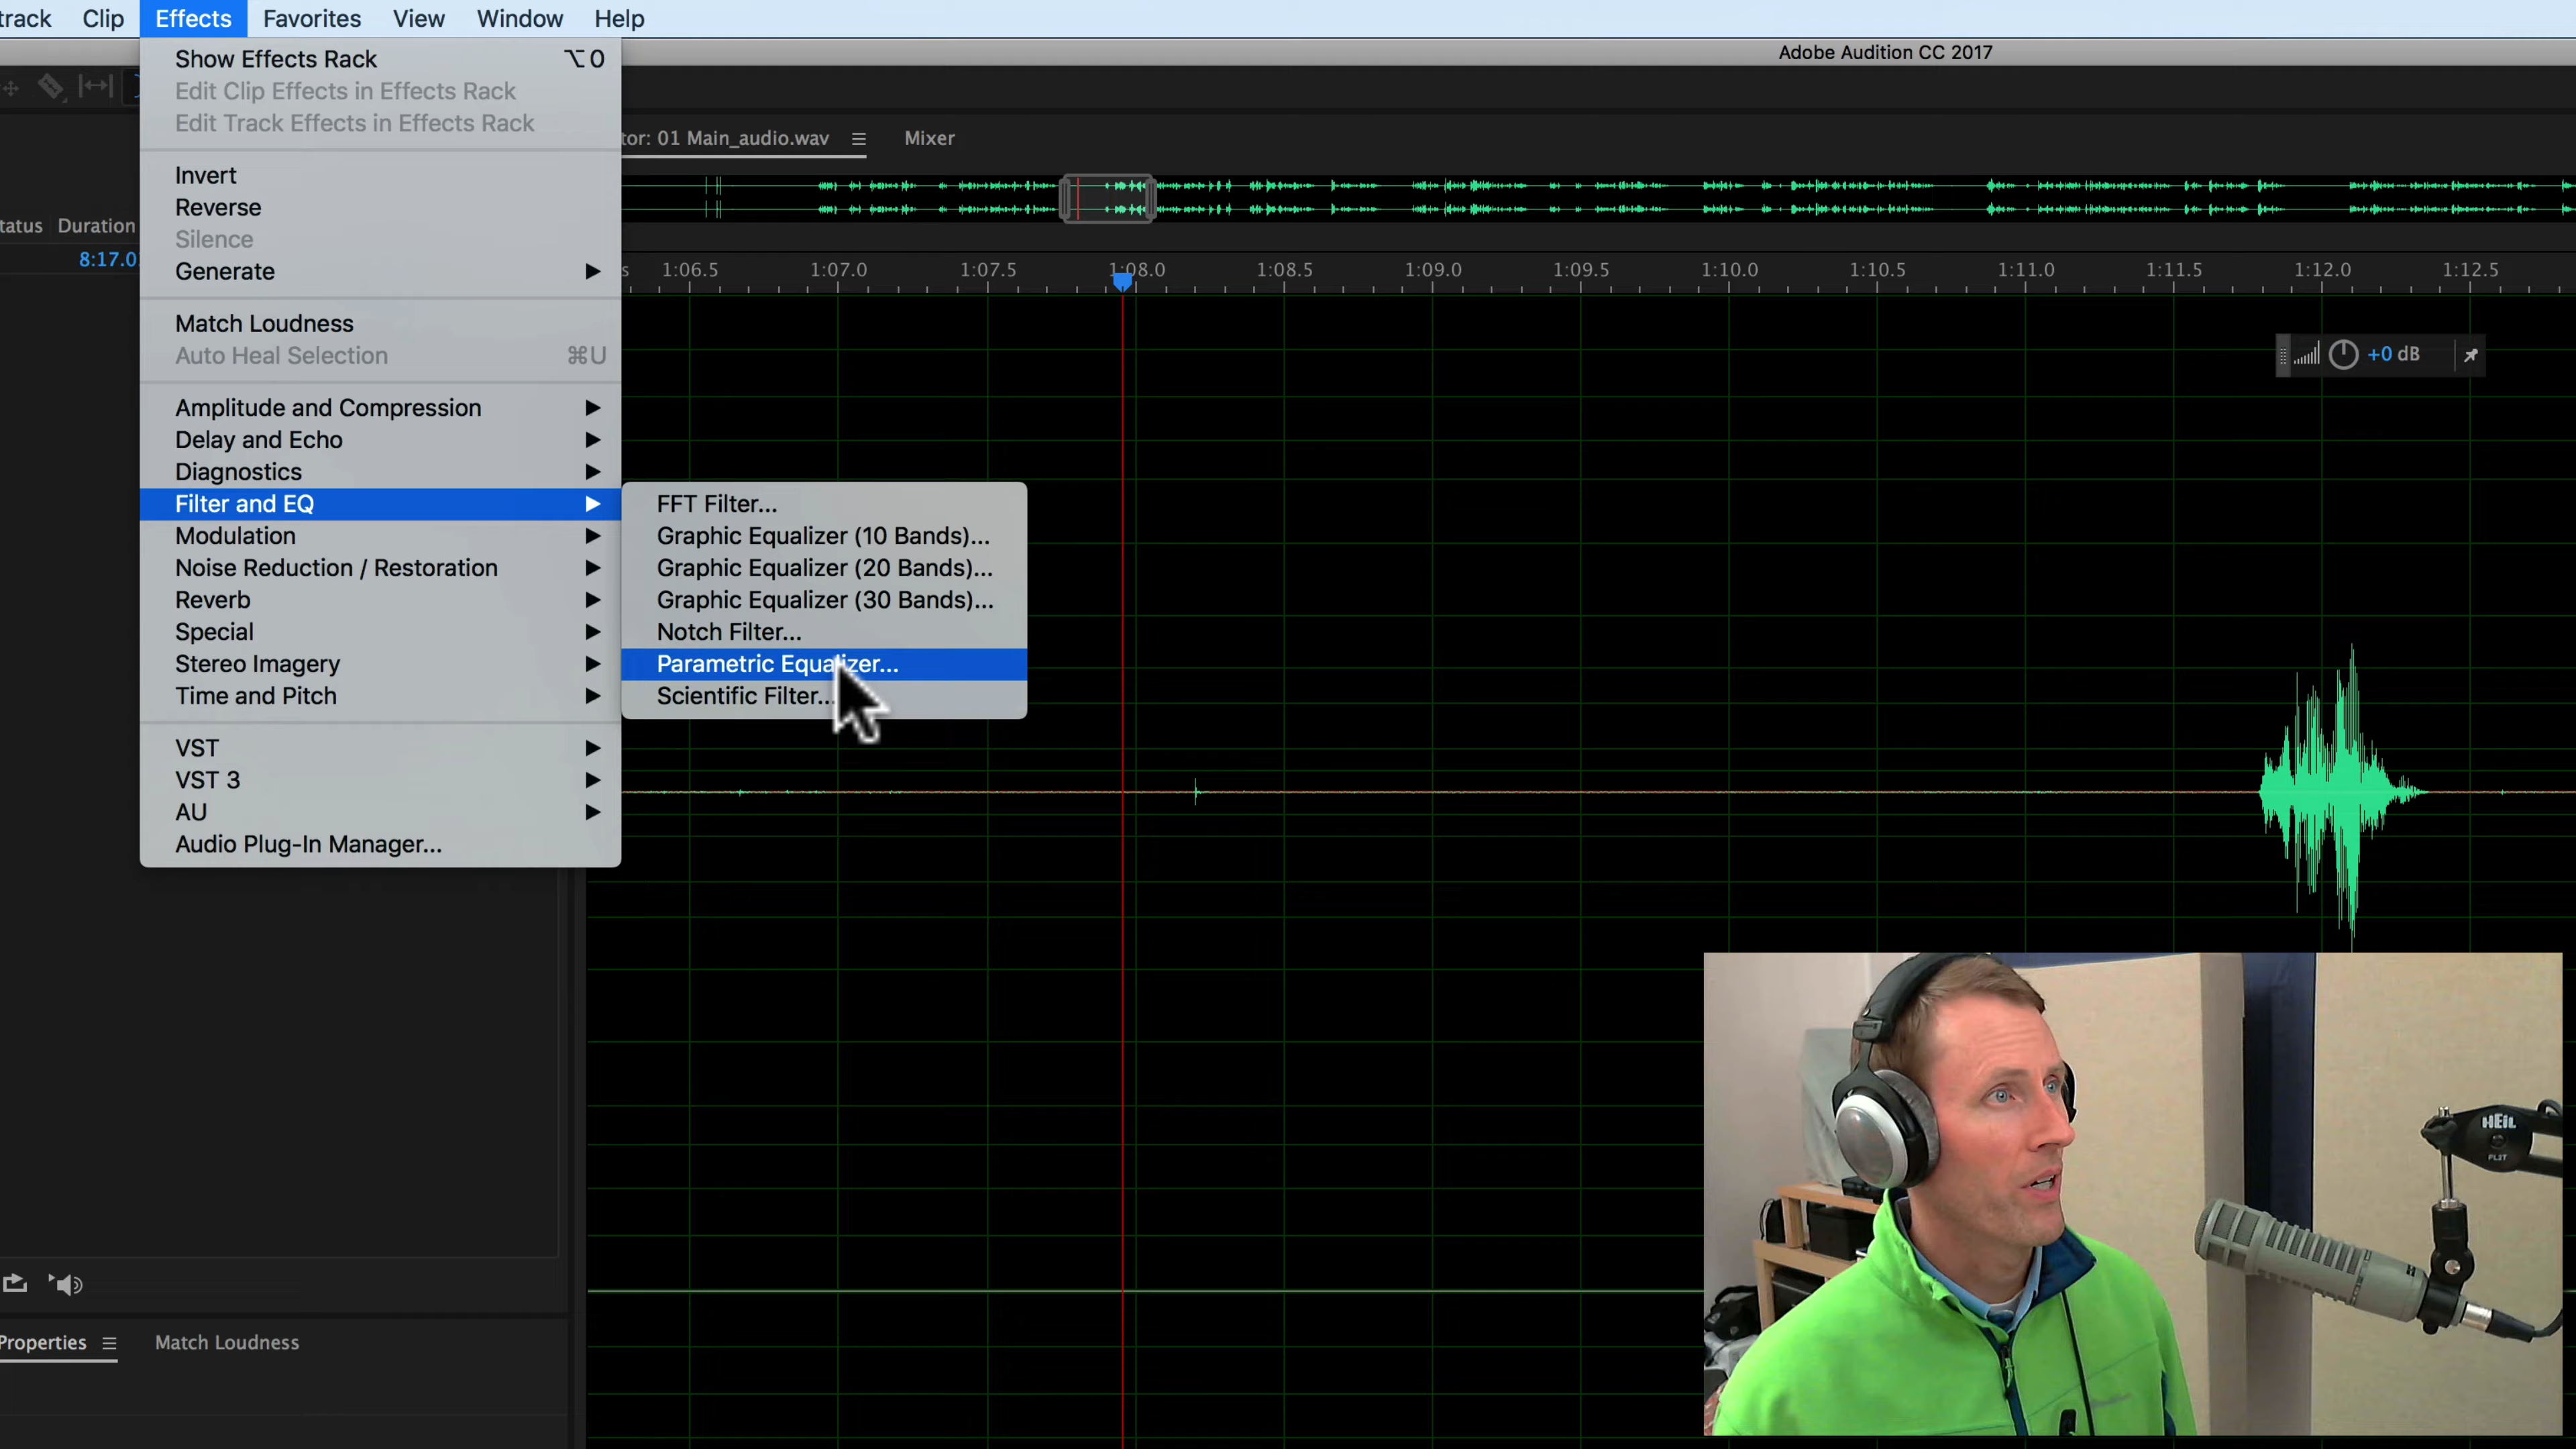 track Clip Effects Favorites View Window Help
Adobe Audition CC 2017
Show Effects Rack ⌥0
Edit Clip Effects in Effects Rack
Edit Track Effects in Effects Rack
Invert
Reverse
Silence
Generate
Match Loudness
Auto Heal Selection ⌘U
Amplitude and Compression
Delay and Echo
Diagnostics
Filter and EQ
Modulation
Noise Reduction / Restoration
Reverb
Special
Stereo Imagery
Time and Pitch
VST
VST 3
AU
Audio Plug-In Manager...
FFT Filter...
Graphic Equalizer (10 Bands)...
Graphic Equalizer (20 Bands)...
Graphic Equalizer (30 Bands)...
Notch Filter...
Parametric Equalizer...
Scientific Filter...
tor: 01 Main_audio.wav Mixer
tatus Duration
8:17.0
s 1:06.5 1:07.0 1:07.5 1:08.0 1:08.5 1:09.0 1:09.5 1:10.0 1:10.5 1:11.0 1:11.5 1:12.0 1:12.5
+0 dB
HEIL
FLIT
Properties Match Loudness